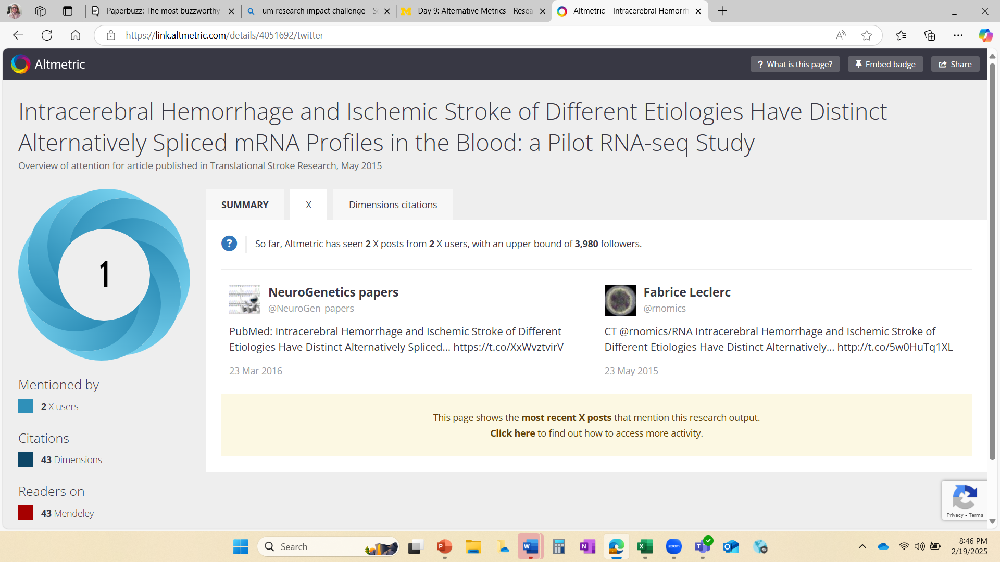 Paperbuzz: The most buzzworthy
um research impact challenge - S
Day 9: Alternative Metrics - Resea
Altmetric – Intracerebral Hemorrh
https://link.altmetric.com/details/4051692/twitter
Altmetric
? What is this page?
Embed badge
Share
Intracerebral Hemorrhage and Ischemic Stroke of Different Etiologies Have Distinct
Alternatively Spliced mRNA Profiles in the Blood: a Pilot RNA-seq Study
Overview of attention for article published in Translational Stroke Research, May 2015
1
SUMMARY
X
Dimensions citations
? So far, Altmetric has seen 2 X posts from 2 X users, with an upper bound of 3,980 followers.
NeuroGenetics papers
@NeuroGen_papers
PubMed: Intracerebral Hemorrhage and Ischemic Stroke of Different
Etiologies Have Distinct Alternatively Spliced... https://t.co/XxWvztvirV
23 Mar 2016
Fabrice Leclerc
@rnomics
CT @rnomics/RNA Intracerebral Hemorrhage and Ischemic Stroke of
Different Etiologies Have Distinct Alternatively... http://t.co/5w0HuTq1XL
23 May 2015
This page shows the most recent X posts that mention this research output.
Click here to find out how to access more activity.
Mentioned by
2 X users
Citations
43 Dimensions
Readers on
43 Mendeley
Privacy - Terms
Search
zoom
8:46 PM
2/19/2025